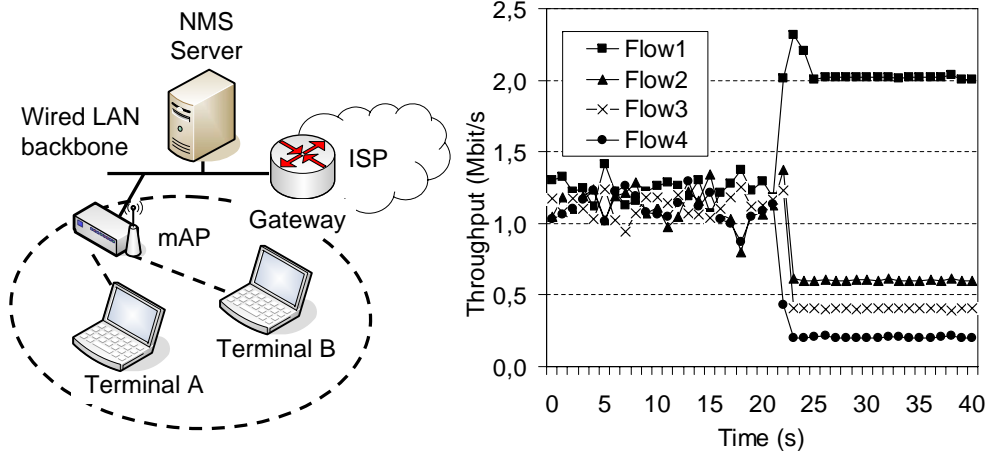 NMS
Server
Wired LAN
backbone
ISP
Gateway
mAP
Terminal B
Terminal A
Throughput (Mbit/s
2,5
2,0
1,5
1,0
0,5
0,0
Flow1
Flow2
Flow3
Flow4
0 5 10 15 20 25 30 35 40
Time (s)